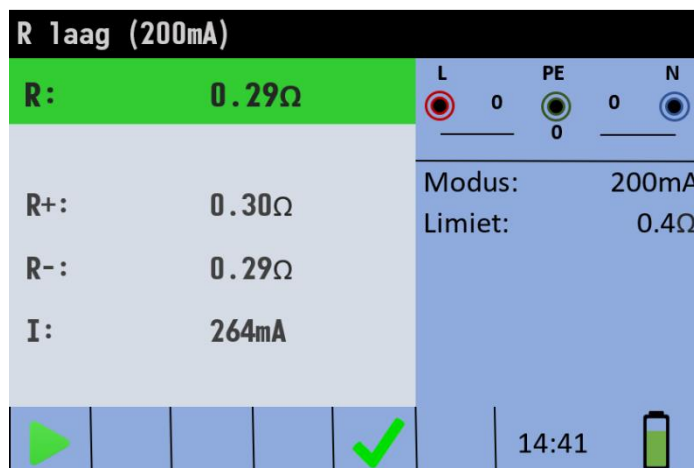 R laag (200mA)
R: 0.29Ω
R+: 0.30Ω
R-: 0.29Ω
I: 264mA
L PE N
0 0
0
Modus: 200mA
Limiet: 0.4Ω
14:41